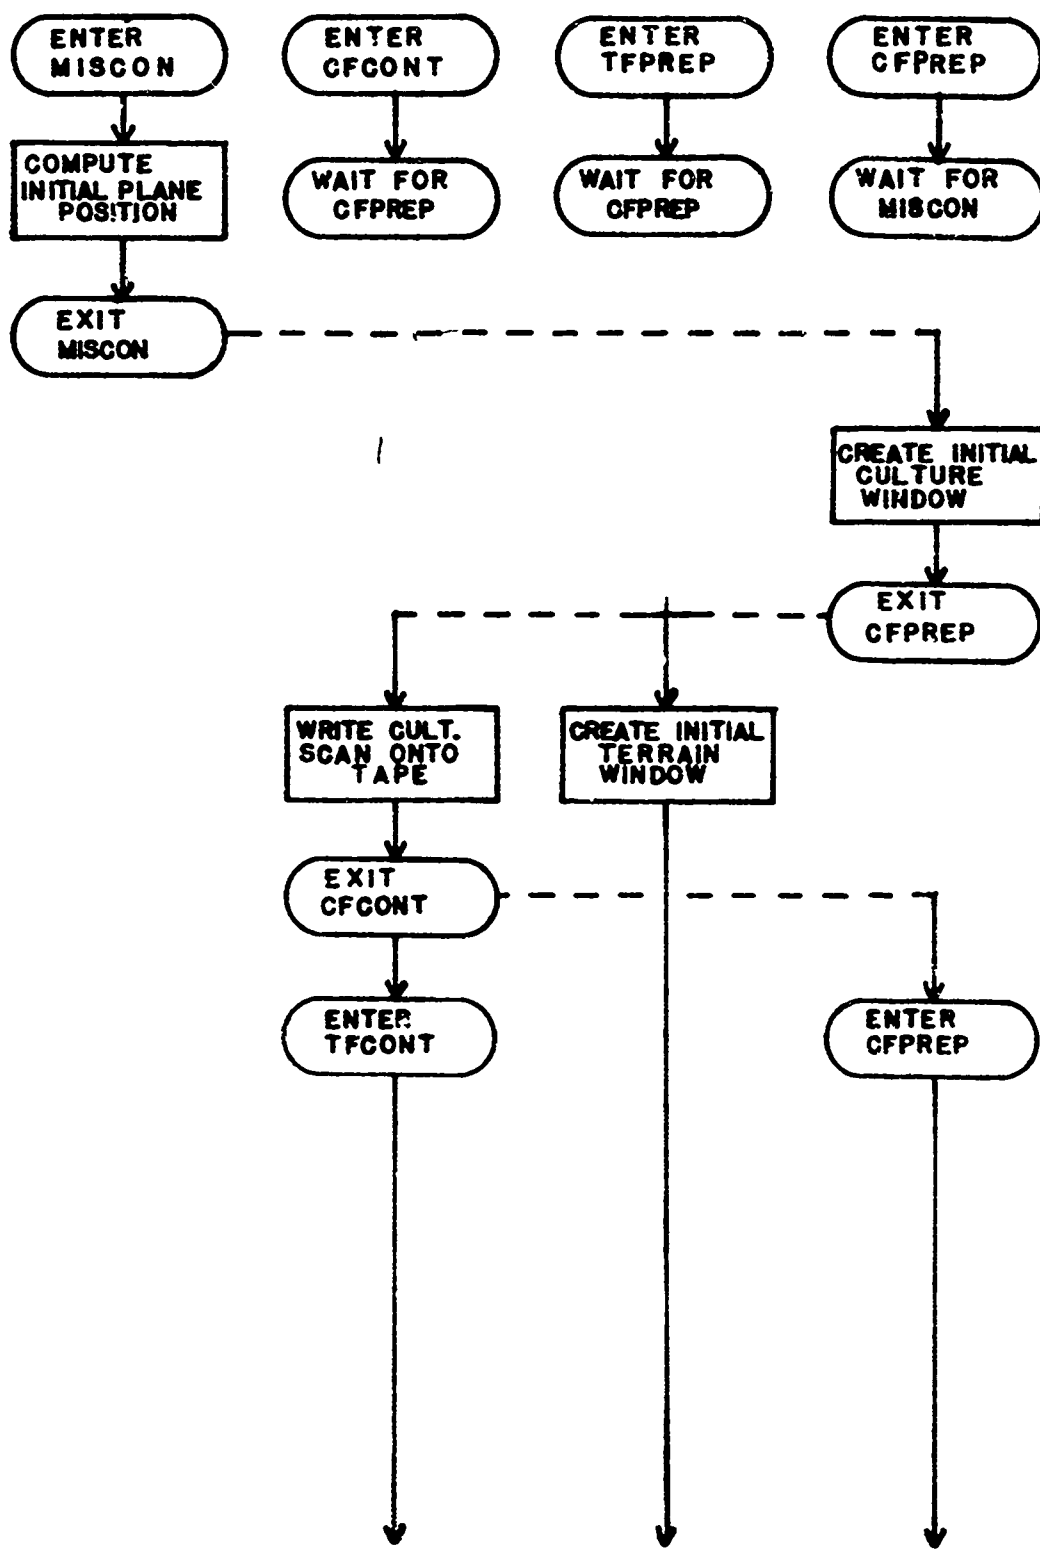 ENTER
MISCON
ENTER
CFCONT
ENTER
TFPREP
ENTER
CFPREP
COMPUTE
INITIAL PLANE
POSITION
WAIT FOR
CFPREP
WAIT FOR
CFPREP
WAIT FOR
MISCON
EXIT
MISCON
CREATE INITIAL
CULTURE
WINDOW
EXIT
CFPREP
WRITE CULT.
SCAN ONTO
TAPE
CREATE INITIAL
TERRAIN
WINDOW
EXIT
CFCONT
ENTER
TFCONT
ENTER
CFPREP